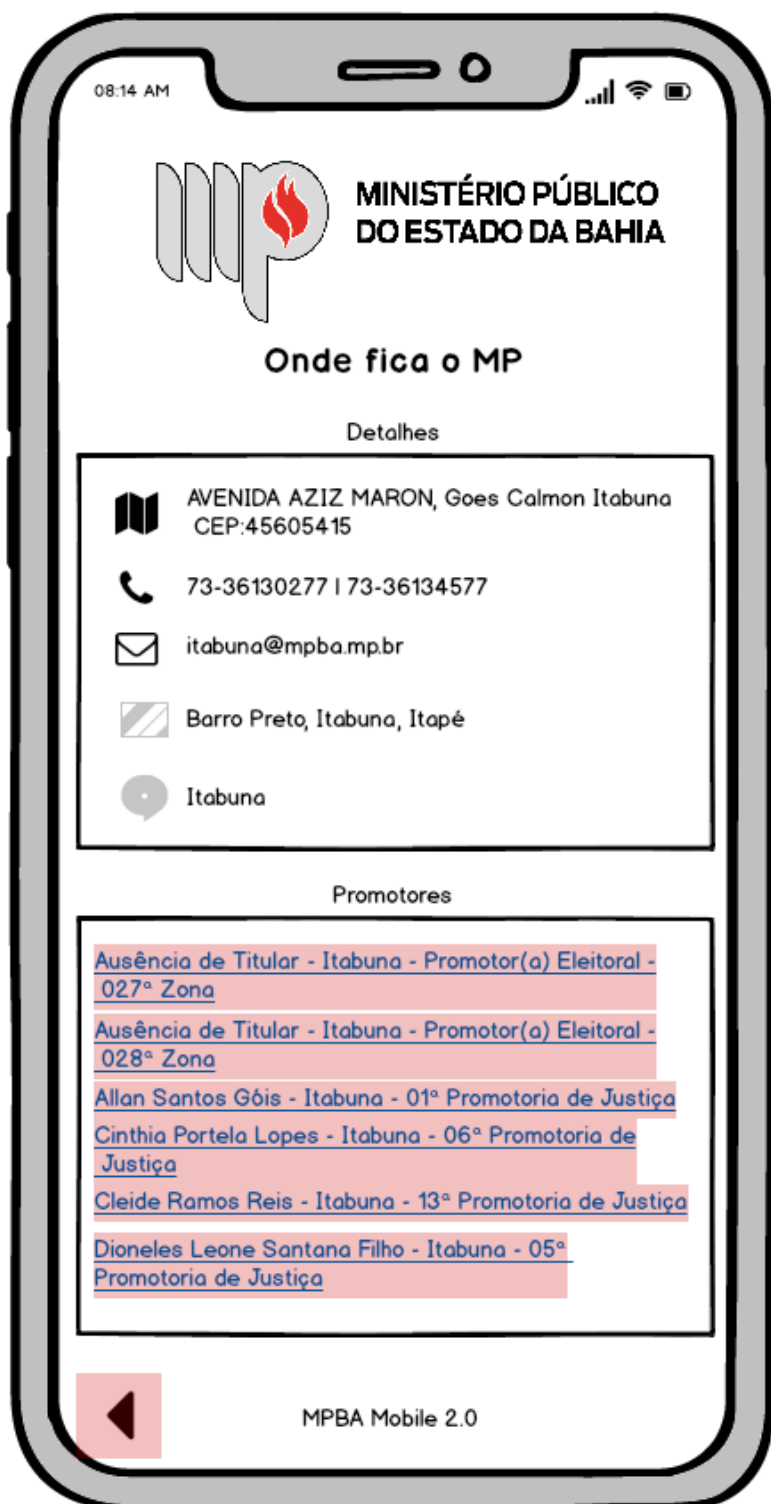 08:14 AM
mp
MINISTÉRIO PÚBLICO
DO ESTADO DA BAHIA
Onde fica o MP
Detalhes
AVENIDA AZIZ MARON, Goes Calmon Itabuna
CEP:45605415
73-36130277 | 73-36134577
itabuna@mpba.mp.br
Barro Preto, Itabuna, Itapé
Itabuna
Promotores
Ausência de Titular - Itabuna - Promotor(a) Eleitoral -
027ª Zona
Ausência de Titular - Itabuna - Promotor(a) Eleitoral -
028ª Zona
Allan Santos Góis - Itabuna - 01ª Promotoria de Justiça
Cinthia Portela Lopes - Itabuna - 06ª Promotoria de
Justiça
Cleide Ramos Reis - Itabuna - 13ª Promotoria de Justiça
Dioneles Leone Santana Filho - Itabuna - 05ª
Promotoria de Justiça
MPBA Mobile 2.0